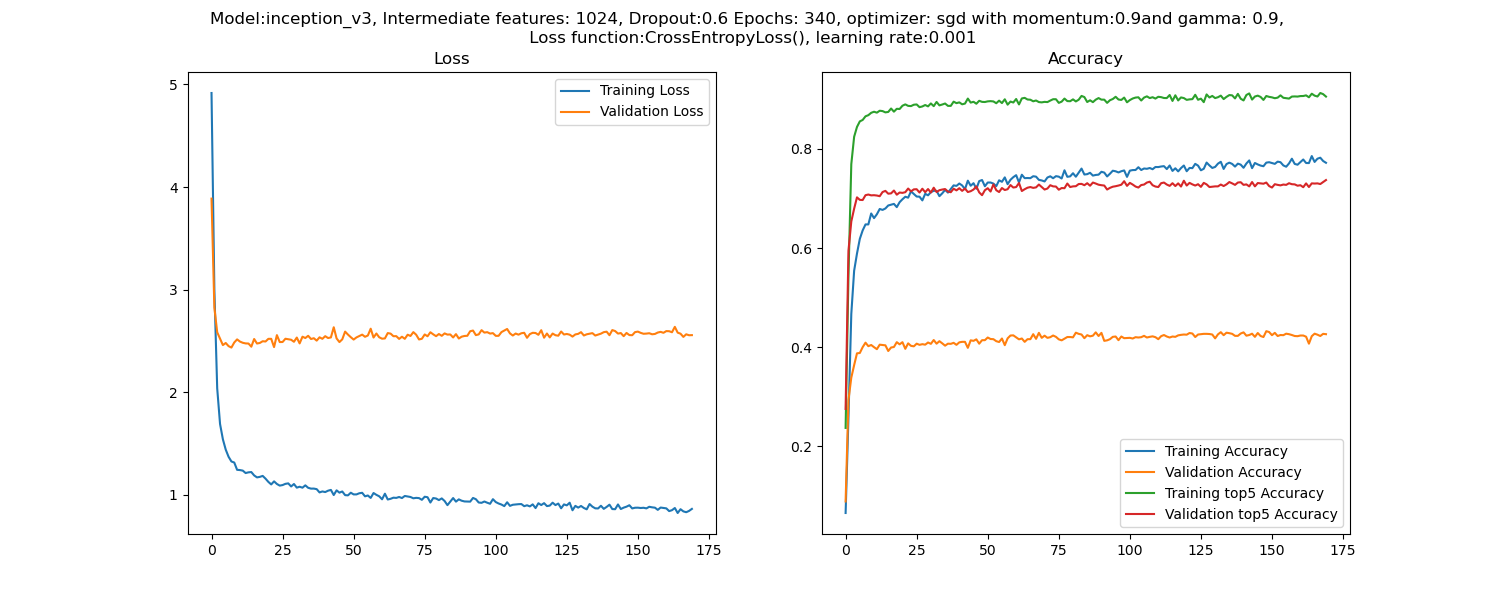 Model:inception_v3, Intermediate features: 1024, Dropout:0.6 Epochs: 340, optimizer: sgd with momentum:0.9and gamma: 0.9,
Loss function:CrossEntropyLoss(), learning rate:0.001
Loss
5
4
3
2
1
0 25 50 75 100 125 150 175
Training Loss
Validation Loss
Accuracy
0.8
0.6
0.4
0.2
0 25 50 75 100 125 150 175
Training Accuracy
Validation Accuracy
Training top5 Accuracy
Validation top5 Accuracy